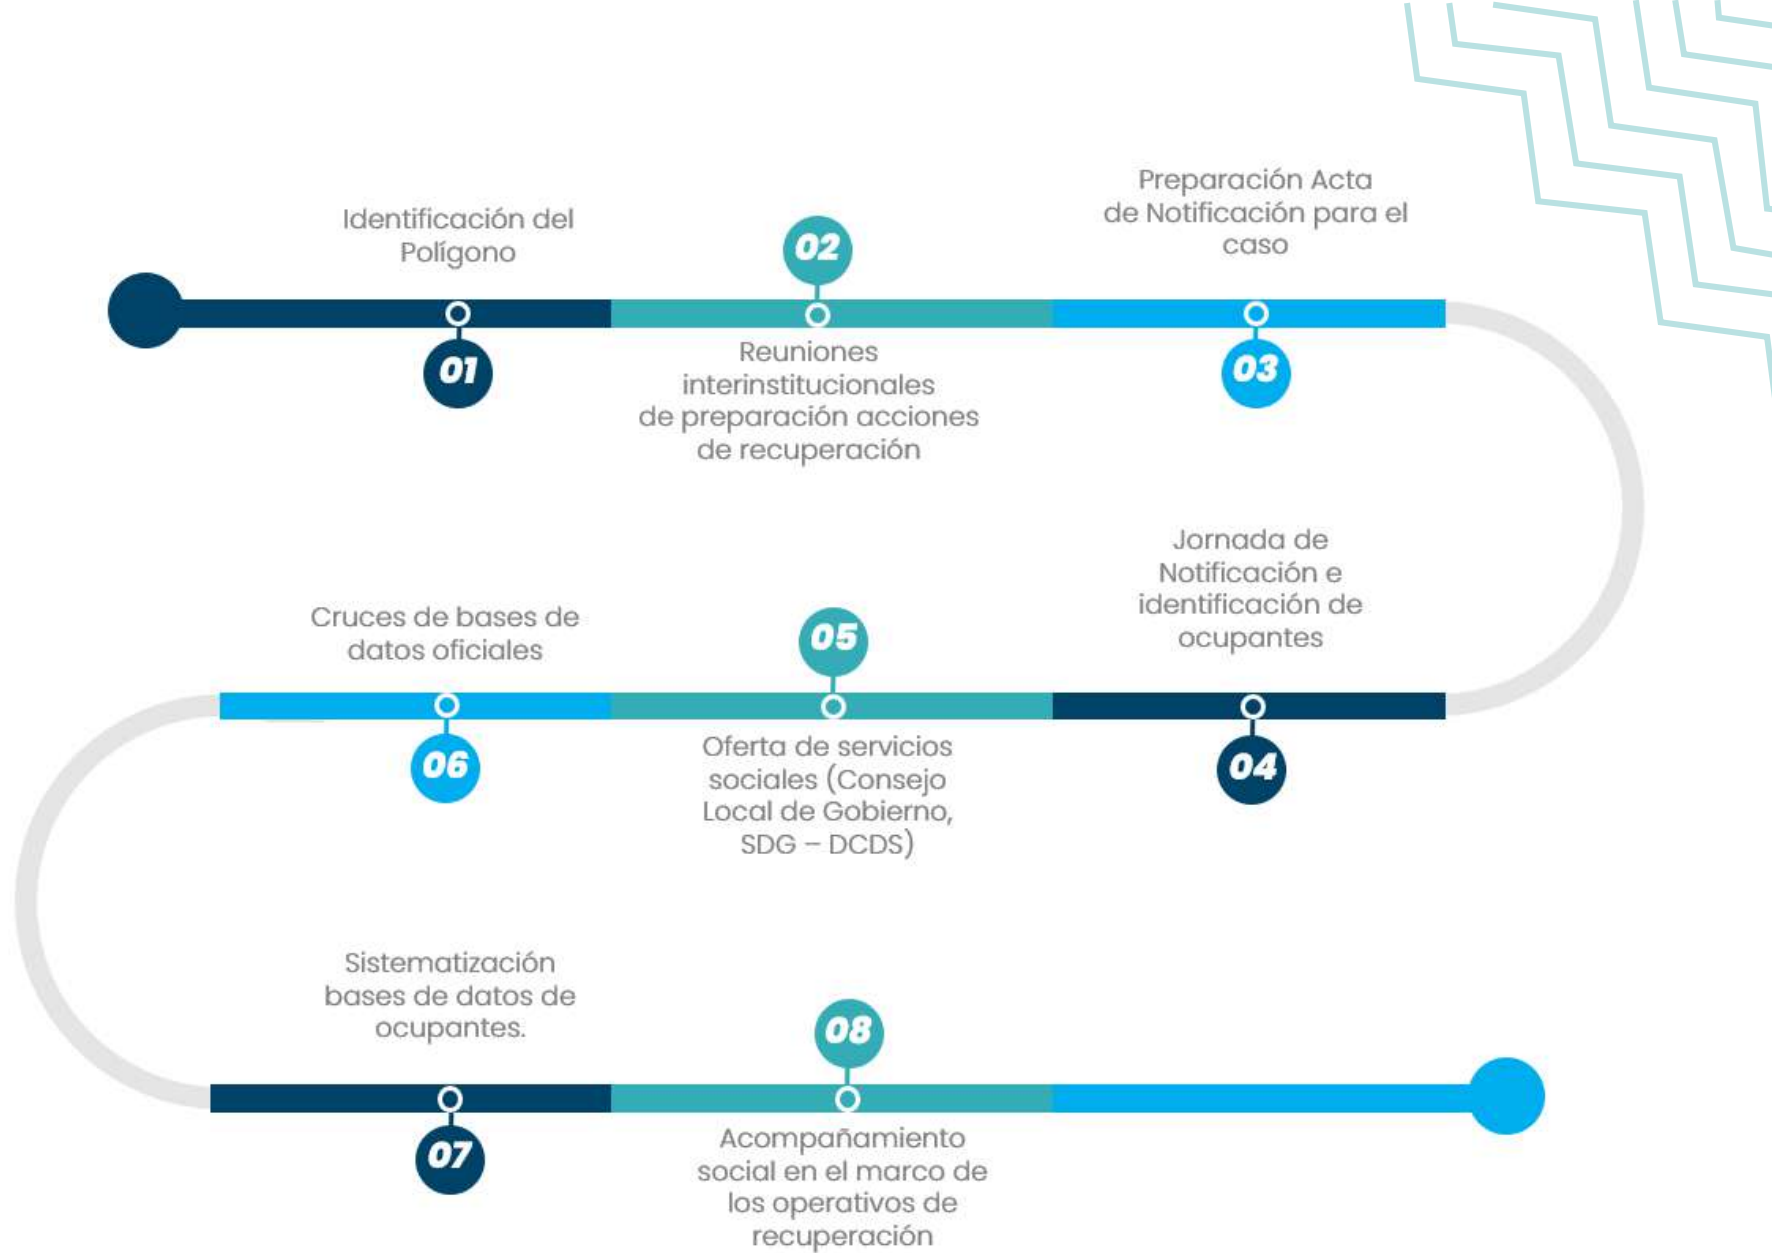 Identificación del
Polígono
01
02
Reuniones
interinstitucionales
de preparación acciones
de recuperación
Preparación Acta
de Notificación para el
caso
03
Jornada de
Notificación e
identificación de
ocupantes
04
05
Oferta de servicios
sociales (Consejo
Local de Gobierno,
SDG – DCDS)
Cruces de bases de
datos oficiales
06
Sistematización
bases de datos de
ocupantes.
07
08
Acompañamiento
social en el marco de
los operativos de
recuperación